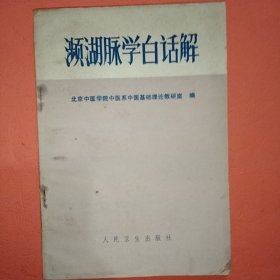 濒湖脉学白话解
北京中医学院中医系中医基础理论教研室 编
人民卫生出版社